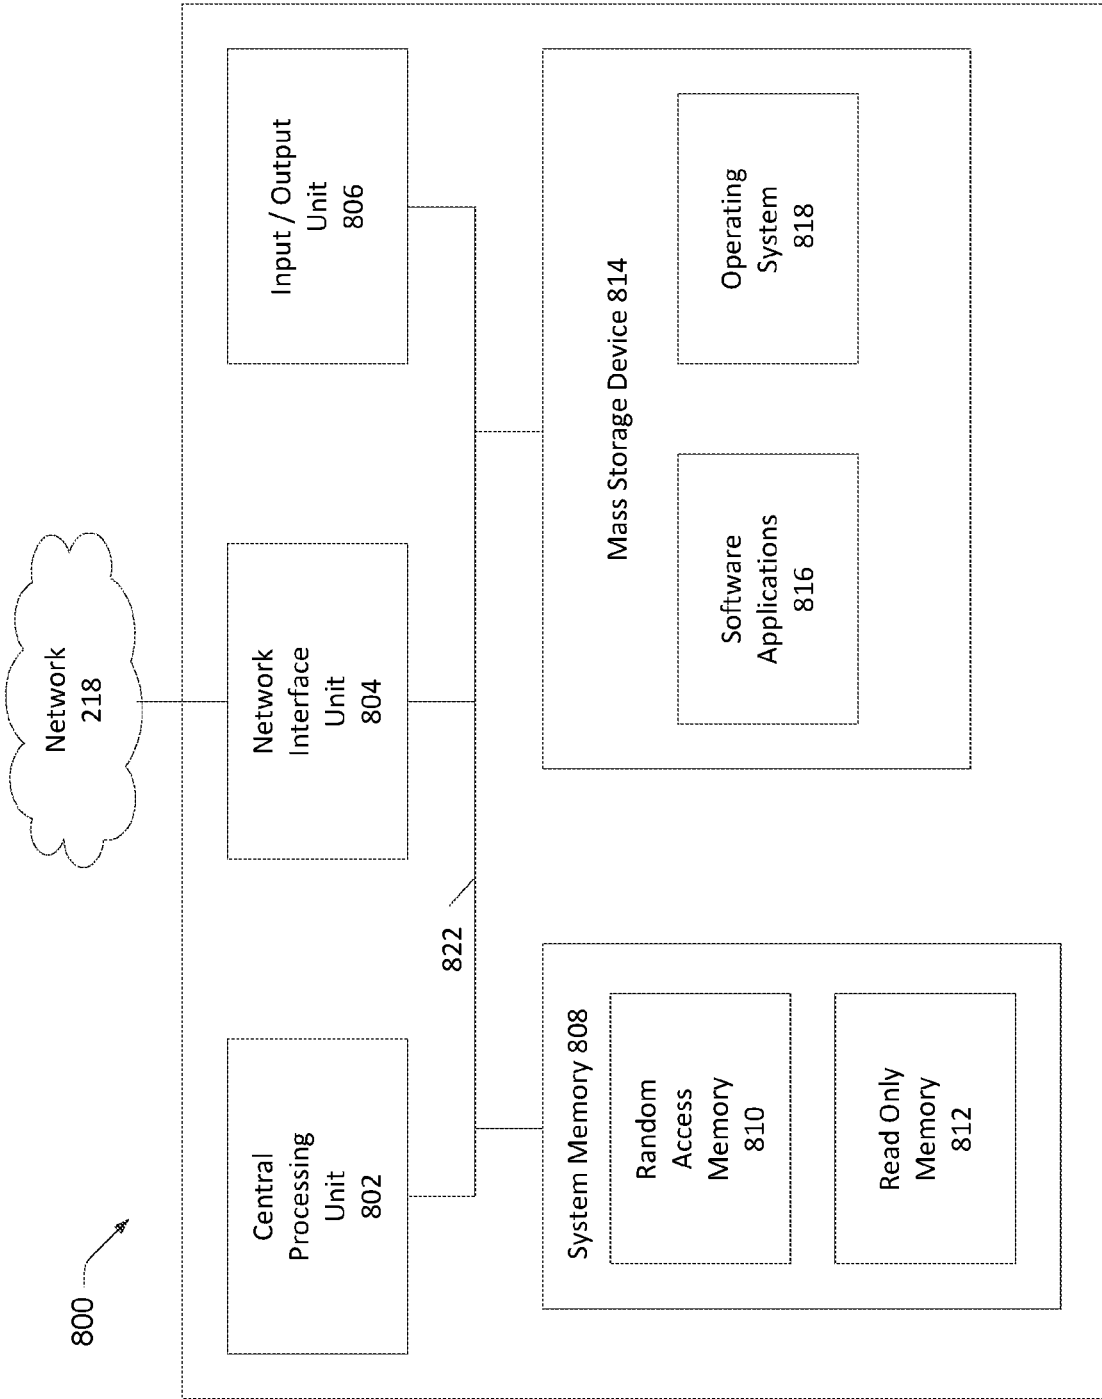 800
Network
218
Central
Processing
Unit
802
Network
Interface
Unit
804
Input / Output
Unit
806
822
System Memory 808
Random
Access
Memory
810
Read Only
Memory
812
Mass Storage Device 814
Software
Applications
816
Operating
System
818